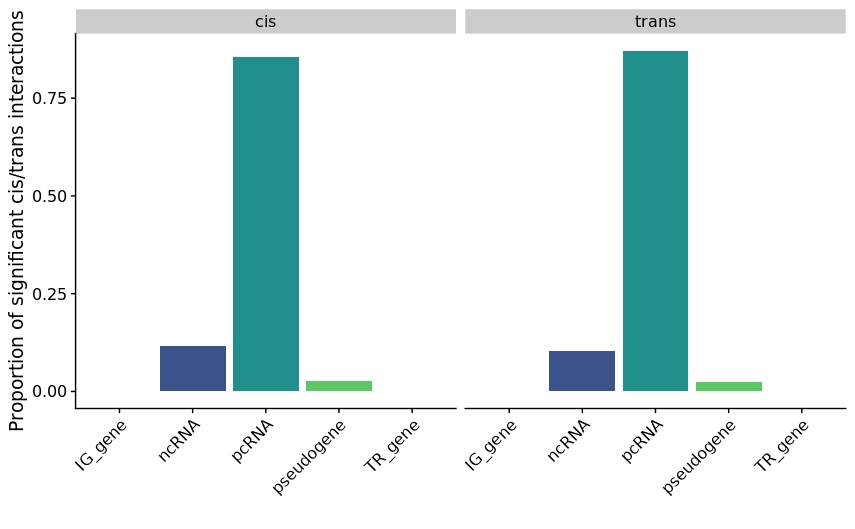 cis
trans
Proportion of significant cis/trans interactions
0.75
0.50
0.25
0.00
IG_gene
ncRNA
pcRNA
pseudogene
TR_gene
IG_gene
ncRNA
pcRNA
pseudogene
TR_gene